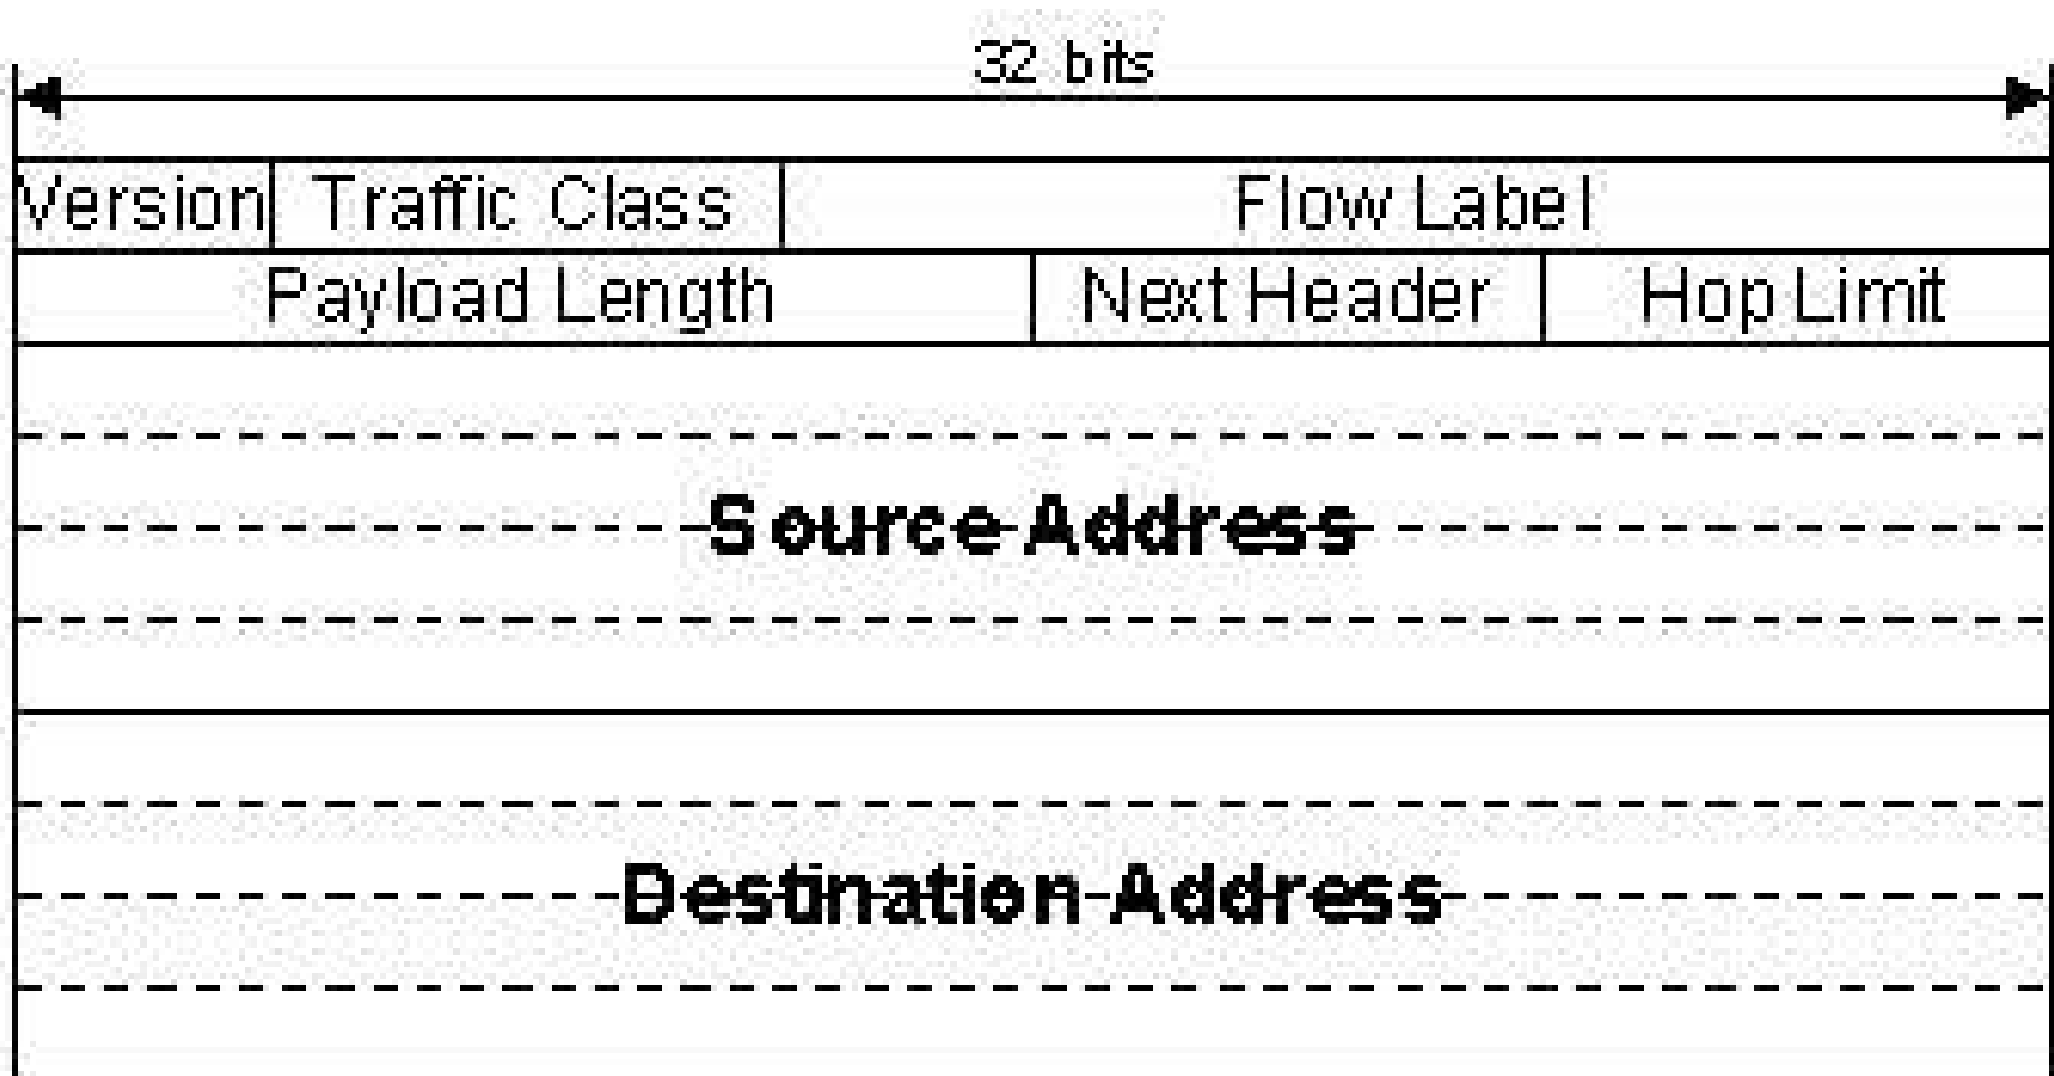 32 bits
Version Traffic Class Flow Label
Payload Length Next Header Hop Limit
Source Address
Destination Address